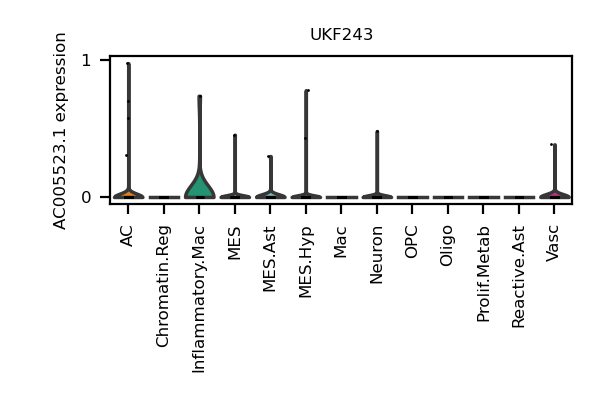 UKF243
AC005523.1 expression
1
0
AC
Chromatin.Reg
Inflammatory.Mac
MES
MES.Ast
MES.Hyp
Mac
Neuron
OPC
Oligo
Prolif.Metab
Reactive.Ast
Vasc